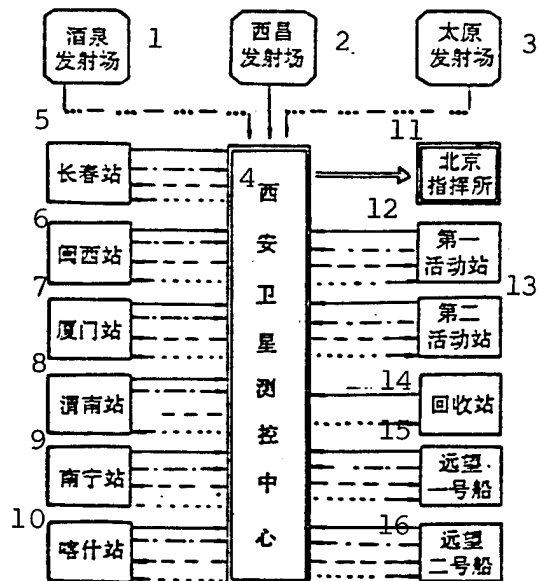 酒泉
发射场
1
西昌
发射场
2.
太原
发射场
3
5
长春站
4
西安卫星测控中心
11
北京
指挥所
6
闽西站
12
第一
活动站
7
厦门站
13
第二
活动站
8
渭南站
14
回收站
9
南宁站
15
远望
一号船
10
喀什站
16
远望
二号船